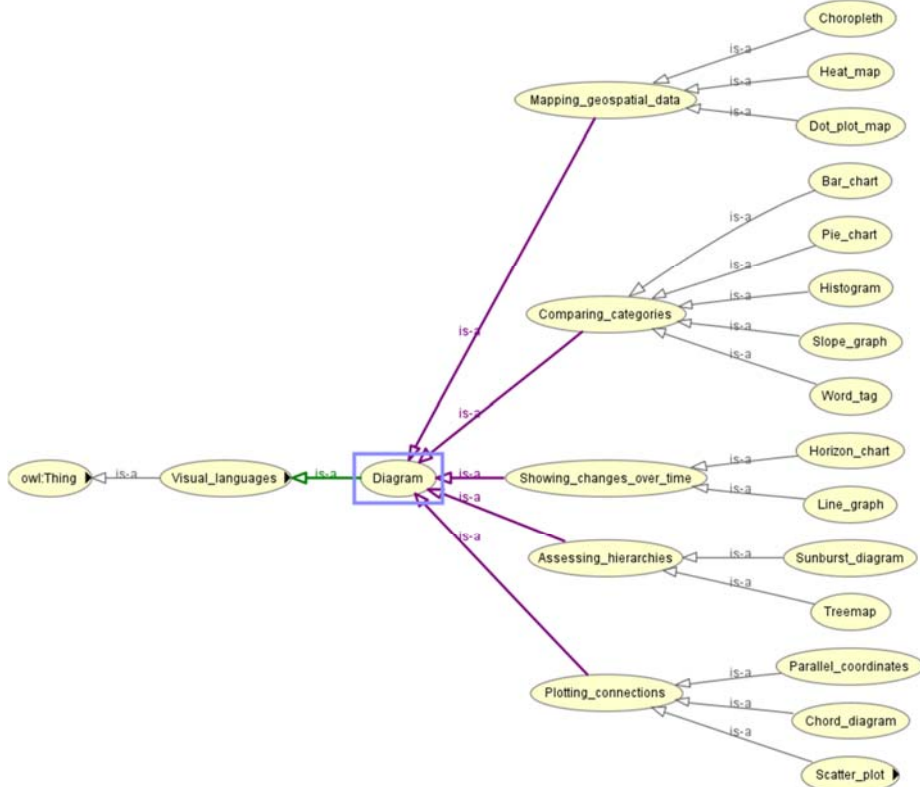 Choropleth
is-a
Heat_map
is-a
Mapping_geospatial_data
is-a
Dot_plot_map
Bar_chart
is-a
Pie_chart
is-a
Histogram
is-a
Comparing_categories
is-a
Slope_graph
is-a
is-a
Word_tag
is-a
Horizon_chart
is-a
owl:Thing
is-a
Visual_languages
is-a
Diagram
is-a
Showing_changes_over_time
is-a
is-a
Line_graph
is-a
Assessing_hierarchies
is-a
Sunburst_diagram
is-a
Treemap
Parallel_coordinates
is-a
Plotting_connections
is-a
Chord_diagram
is-a
Scatter_plot